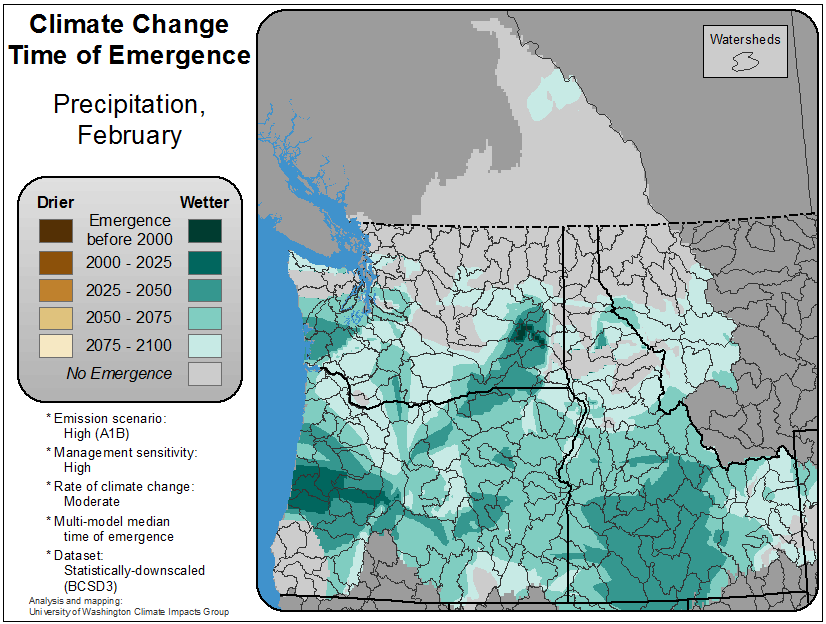 Climate Change
Time of Emergence
Precipitation,
February
Watersheds
Drier Wetter
Emergence
before 2000
2000 - 2025
2025 - 2050
2050 - 2075
2075 - 2100
No Emergence
* Emission scenario:
High (A1B)
* Management sensitivity:
High
* Rate of climate change:
Moderate
* Multi-model median
time of emergence
* Dataset:
Statistically-downscaled
(BCSD3)
Analysis and mapping:
University of Washington Climate Impacts Group